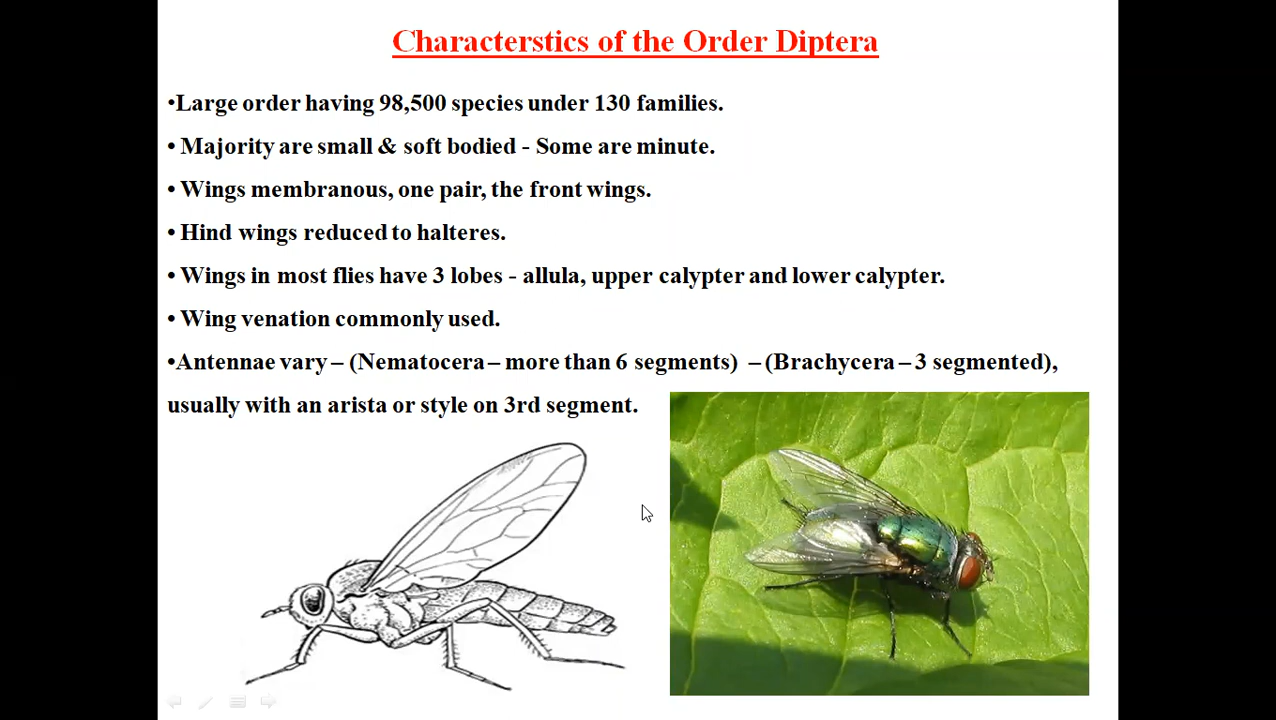 Characterstics of the Order Diptera
•Large order having 98,500 species under 130 families.
• Majority are small & soft bodied - Some are minute.
• Wings membranous, one pair, the front wings.
• Hind wings reduced to halteres.
• Wings in most flies have 3 lobes - allula, upper calypter and lower calypter.
• Wing venation commonly used.
•Antennae vary – (Nematocera – more than 6 segments) – (Brachycera – 3 segmented),
usually with an arista or style on 3rd segment.